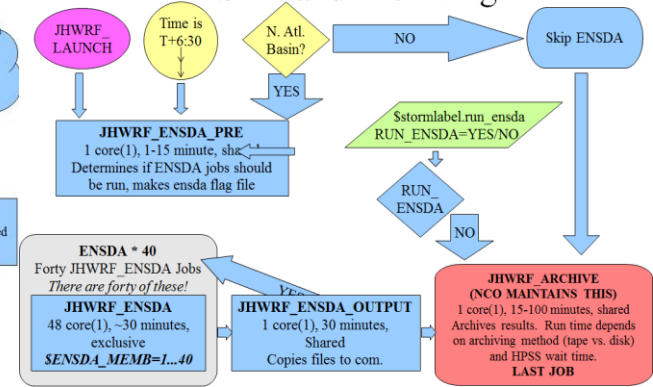 JHWRF_
LAUNCH
Time is
T+6:30
N. Atl.
Basin?
NO
Skip ENSDA
YES
$stormlabel.run_ensda
RUN_ENSDA=YES/NO
JHWRF_ENSDA_PRE
1 core(1), 1-15 minute,
Determines if ENSDA jobs should
be run, makes ensda flag file
RUN_
ENSDA
NO
ENSDA * 40
Forty JHWRF_ENSDA Jobs
There are forty of these!
YES
JHWRF_ENSDA
48 core(1), ~30 minutes,
exclusive
$ENSDA_MEMB=1...40
JHWRF_ENSDA_OUTPUT
1 core(1), 30 minutes,
Shared
Copies files to com.
JHWRF_ARCHIVE
(NCO MAINTAINS THIS)
1 core(1), 15-100 minutes, shared
Archives results. Run time depends
on archiving method (tape vs. disk)
and HPSS wait time.
LAST JOB